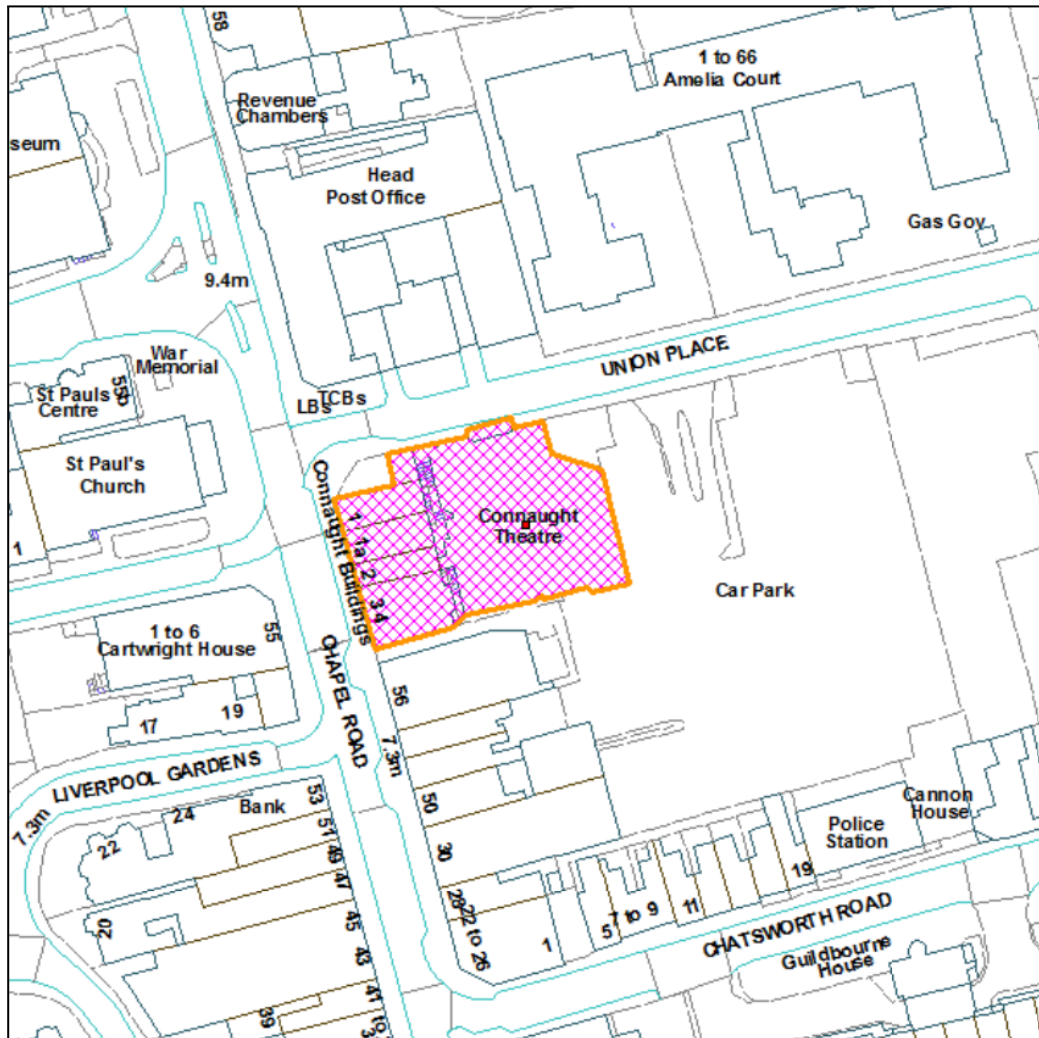 58
1 to 66
Amelia Court
Revenue
Chambers
seum
Head
Post Office
Gas Gov
9.4m
UNION PLACE
War
Memorial
55b
St Pauls
Centre
TCBs
LBs
St Paul's
Church
1
Connaught Buildings
1
1a
2
3 4
Connaught
Theatre
Car Park
1 to 6
Cartwright House
55
CHAPEL ROAD
56
17
19
7.3m
LIVERPOOL GARDENS
7.3m
Bank
53
24
22
51
49
47
50
30
Cannon
House
Police
Station
19
20
45
43
28
22 to 26
1
5
7 to 9
11
CHATSWORTH ROAD
Guildbourne
House
39
41 to